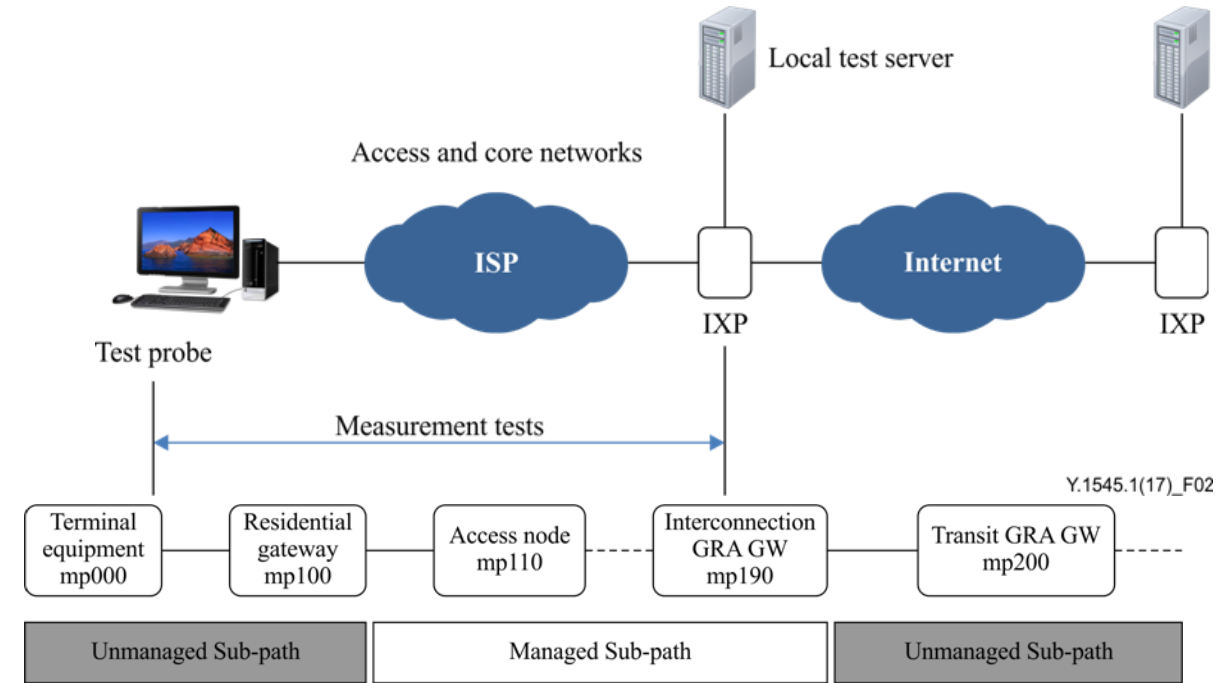 Local test server
Access and core networks
ISP
Internet
IXP
IXP
Test probe
Measurement tests
Y.1545.1(17)_F02
Terminal
equipment
mp000
Residential
gateway
mp100
Access node
mp110
Interconnection
GRA GW
mp190
Transit GRA GW
mp200
Unmanaged Sub-path
Managed Sub-path
Unmanaged Sub-path